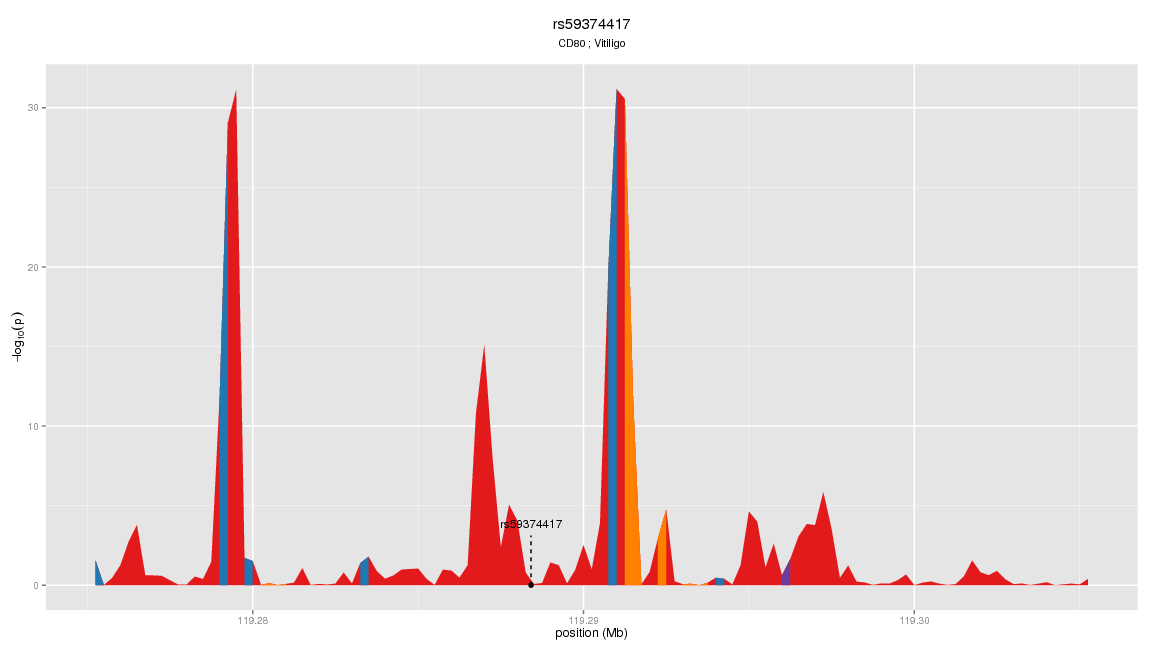 rs59374417
CD80 ; Vitiligo
30
20
10
0
−log10(p)
rs59374417
119.28
119.29
119.30
position (Mb)